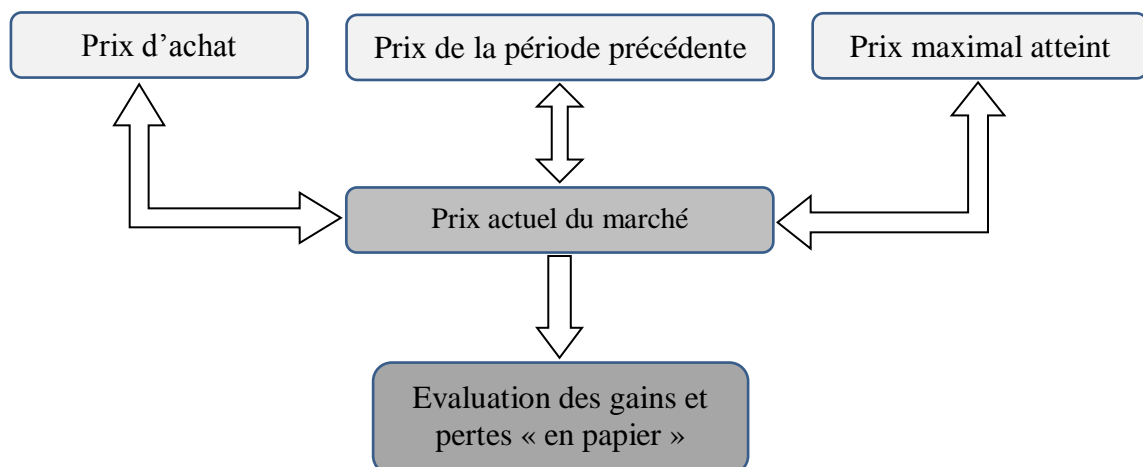 Prix d’achat
Prix de la période précédente
Prix maximal atteint
Prix actuel du marché
Evaluation des gains et
pertes « en papier »